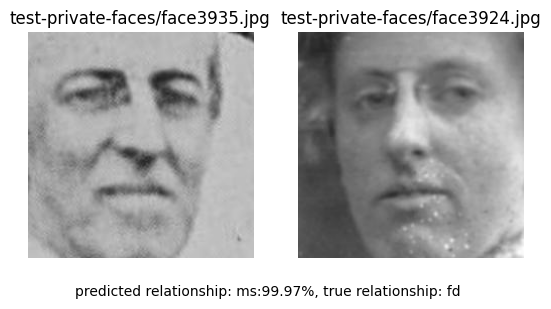 test-private-faces/face3935.jpg
test-private-faces/face3924.jpg
predicted relationship: ms:99.97%, true relationship: fd